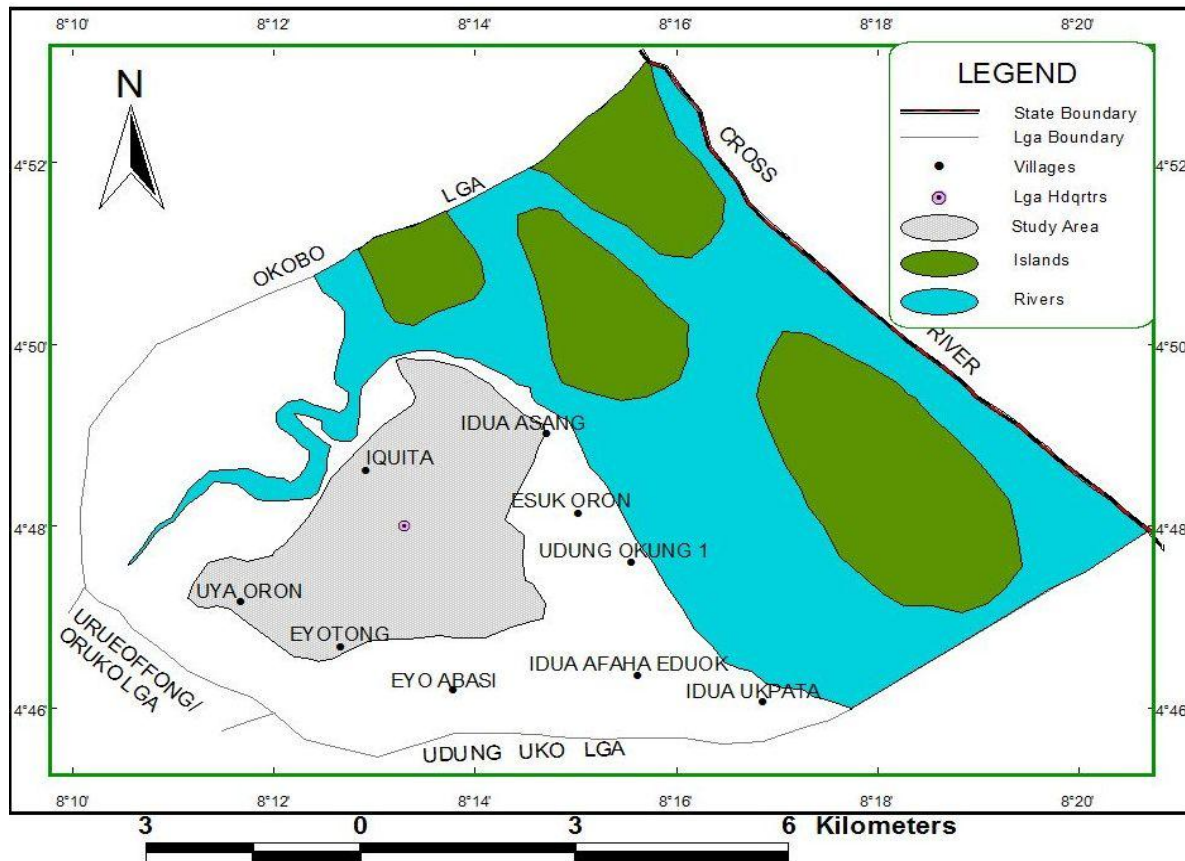 8°10'
8°12'
8°14'
8°16'
8°18'
8°20'
N
LEGEND
State Boundary
Lga Boundary
Villages
Lga Hdqrtrs
Study Area
Islands
Rivers
4°52'
4°52'
CROSS
LGA
OKOBO
4°50'
RIVER
4°50'
IDUA ASANG
IQUITA
ESUK ORON
4°48'
4°48'
UDUNG OKUNG 1
UYA ORON
EYOTONG
URUEOFFONG/
ORUKO LGA
IDUA AFAHA EDUOK
EYO ABASI
IDUA UKPATA
4°46'
4°46'
UDUNG UKO LGA
8°10'
8°12'
8°14'
8°16'
8°18'
8°20'
3 0 3 6 Kilometers